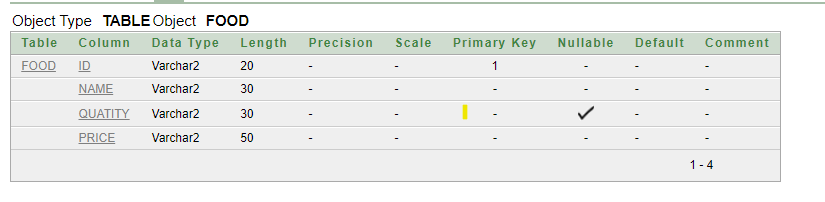 Object Type TABLE Object FOOD
Table Column Data Type Length Precision Scale Primary Key Nullable Default Comment
FOOD ID Varchar2 20 - - 1 - - -
NAME Varchar2 30 - - - - - -
QUATITY Varchar2 30 - - - ✓ - -
PRICE Varchar2 50 - - - - - -
1 - 4